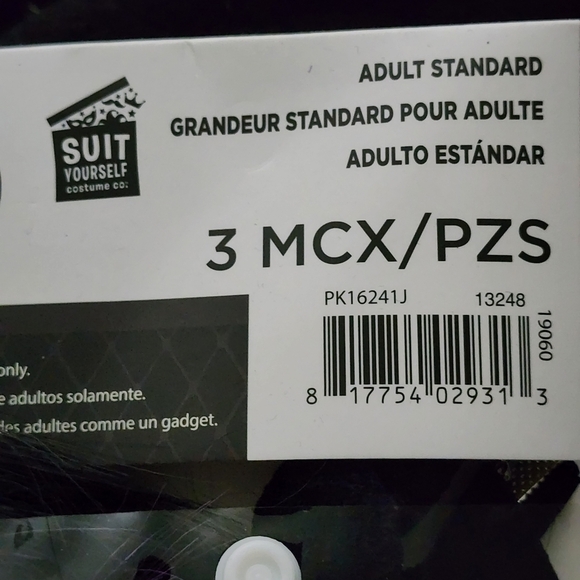 SUIT
YOURSELF
costume co.
ADULT STANDARD
GRANDEUR STANDARD POUR ADULTE
ADULTO ESTÁNDAR
3 MCX/PZS
PK16241J
13248
19060
8 17754 02931 3
only.
adultos solamente.
adultes comme un gadget.